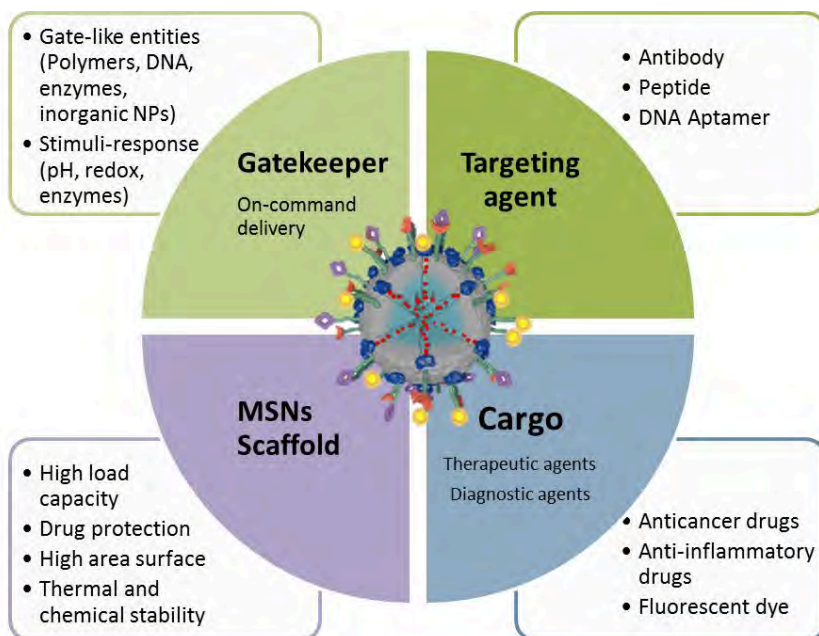 • Gate-like entities
(Polymers, DNA,
enzymes,
inorganic NPs)
• Stimuli-response
(pH, redox,
enzymes)
Gatekeeper
On-command
delivery
Targeting
agent
• Antibody
• Peptide
• DNA Aptamer
MSNs
Scaffold
• High load
capacity
• Drug protection
• High area surface
• Thermal and
chemical stability
Cargo
Therapeutic agents
Diagnostic agents
• Anticancer drugs
• Anti-inflammatory
drugs
• Fluorescent dye